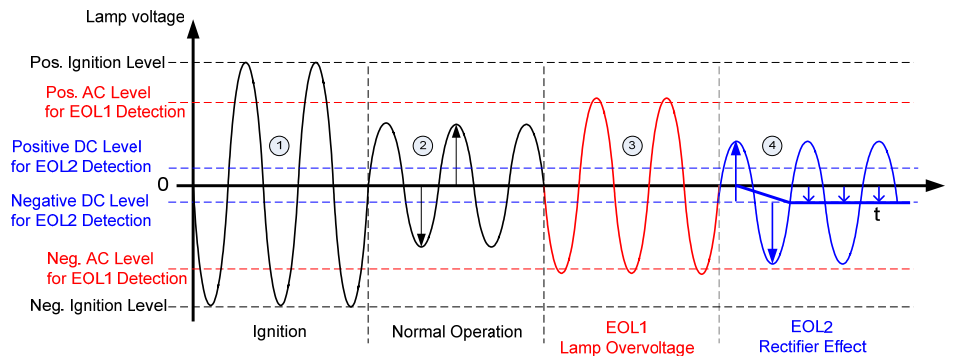 Lamp voltage
Pos. Ignition Level
Pos. AC Level
for EOL1 Detection
Positive DC Level
for EOL2 Detection
0
Negative DC Level
for EOL2 Detection
Neg. AC Level
for EOL1 Detection
Neg. Ignition Level
1
2
3
4
t
Ignition
Normal Operation
EOL1
Lamp Overvoltage
EOL2
Rectifier Effect